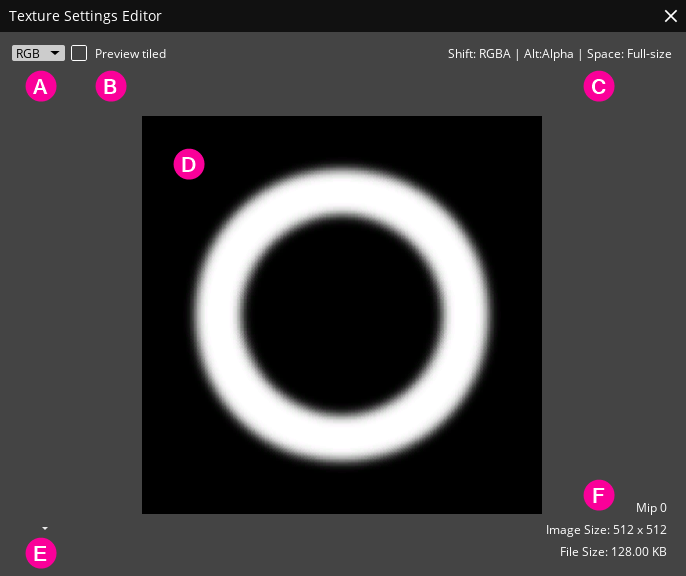 Texture Settings Editor
RGB Preview tiled Shift: RGBA | Alt:Alpha | Space: Full-size
A B C
D
F
Mip 0
Image Size: 512 x 512
E
File Size: 128.00 KB